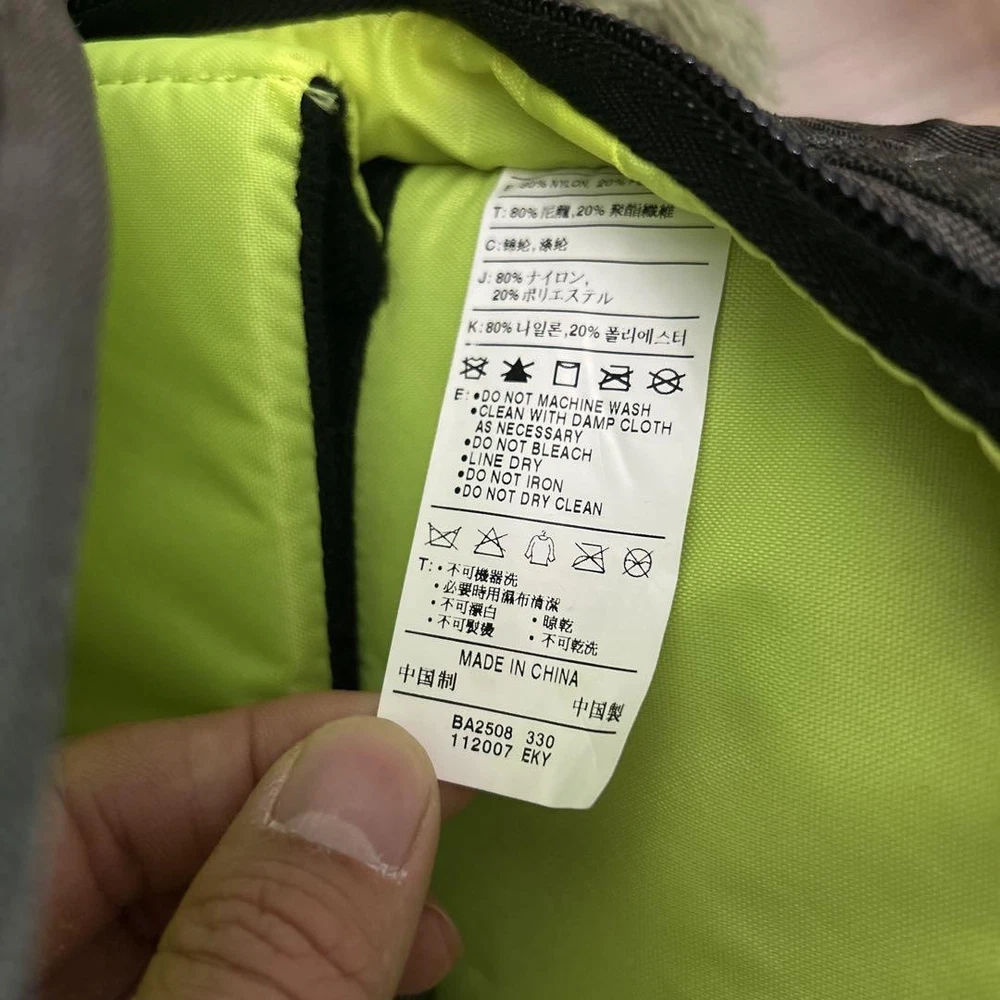 E: 80% NYLON, 20%
T: 80% 尼龍,20% 聚酯纖維
C:锦纶,涤纶
J: 80% ナイロン,
20% ポリエステル
K: 80% 나일론,20% 폴리에스터
E: •DO NOT MACHINE WASH
•CLEAN WITH DAMP CLOTH
AS NECESSARY
•DO NOT BLEACH
•LINE DRY
•DO NOT IRON
•DO NOT DRY CLEAN
T: •不可機器洗
•必要時用濕布清潔
•不可漂白 •晾乾
•不可熨燙 •不可乾洗
MADE IN CHINA
中国制 中国製
BA2508 330
112007 EKY